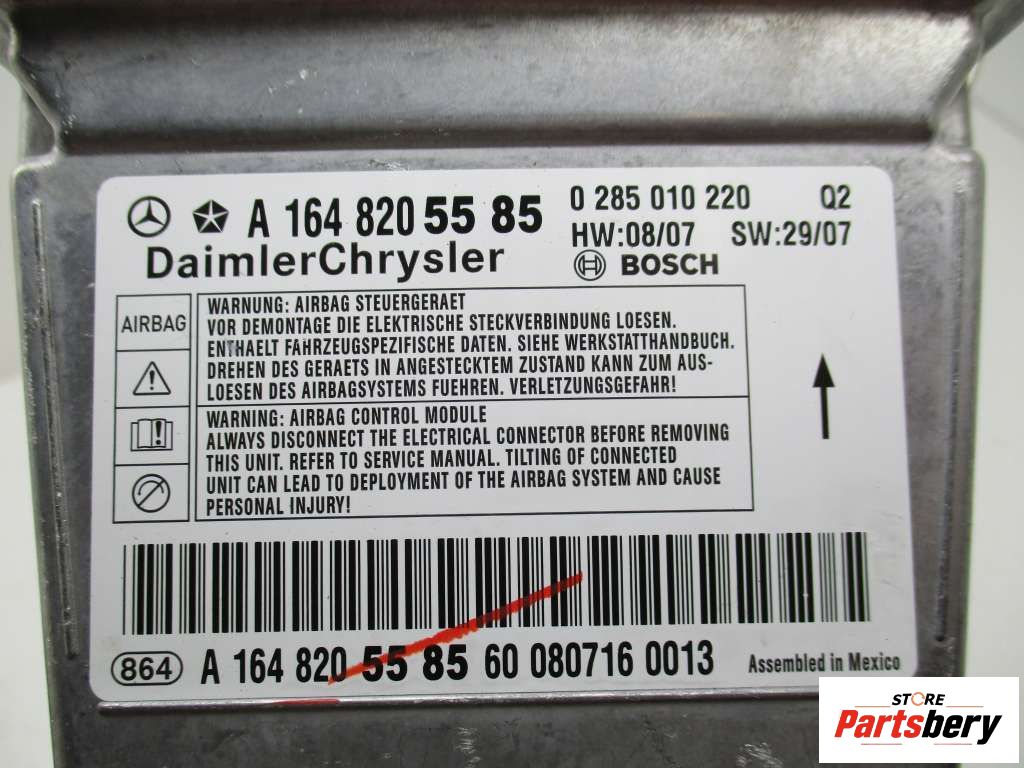 A 164 820 55 85
DaimlerChrysler
0 285 010 220 Q2
HW:08/07 SW:29/07
BOSCH
AIRBAG
WARNUNG: AIRBAG STEUERGERAET
VOR DEMONTAGE DIE ELEKTRISCHE STECKVERBINDUNG LOESEN.
ENTHAELT FAHRZEUGSPEZIFISCHE DATEN. SIEHE WERKSTATTHANDBUCH.
DREHEN DES GERAETS IN ANGESTECKTEM ZUSTAND KANN ZUM AUS-
LOESEN DES AIRBAGSYSTEMS FUEHREN. VERLETZUNGSGEFAHR!
WARNING: AIRBAG CONTROL MODULE
ALWAYS DISCONNECT THE ELECTRICAL CONNECTOR BEFORE REMOVING
THIS UNIT. REFER TO SERVICE MANUAL. TILTING OF CONNECTED
UNIT CAN LEAD TO DEPLOYMENT OF THE AIRBAG SYSTEM AND CAUSE
PERSONAL INJURY!
864 A 164 820 55 85 60 080716 0013 Assembled in Mexico
STORE
Partsbery